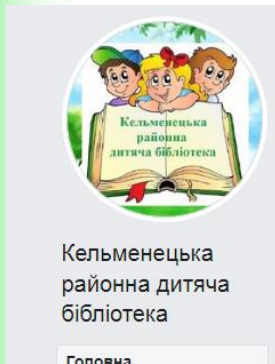 Кельменецька
районна
дитяча бібліотека
Кельменецька
районна дитяча
бібліотека
Головна